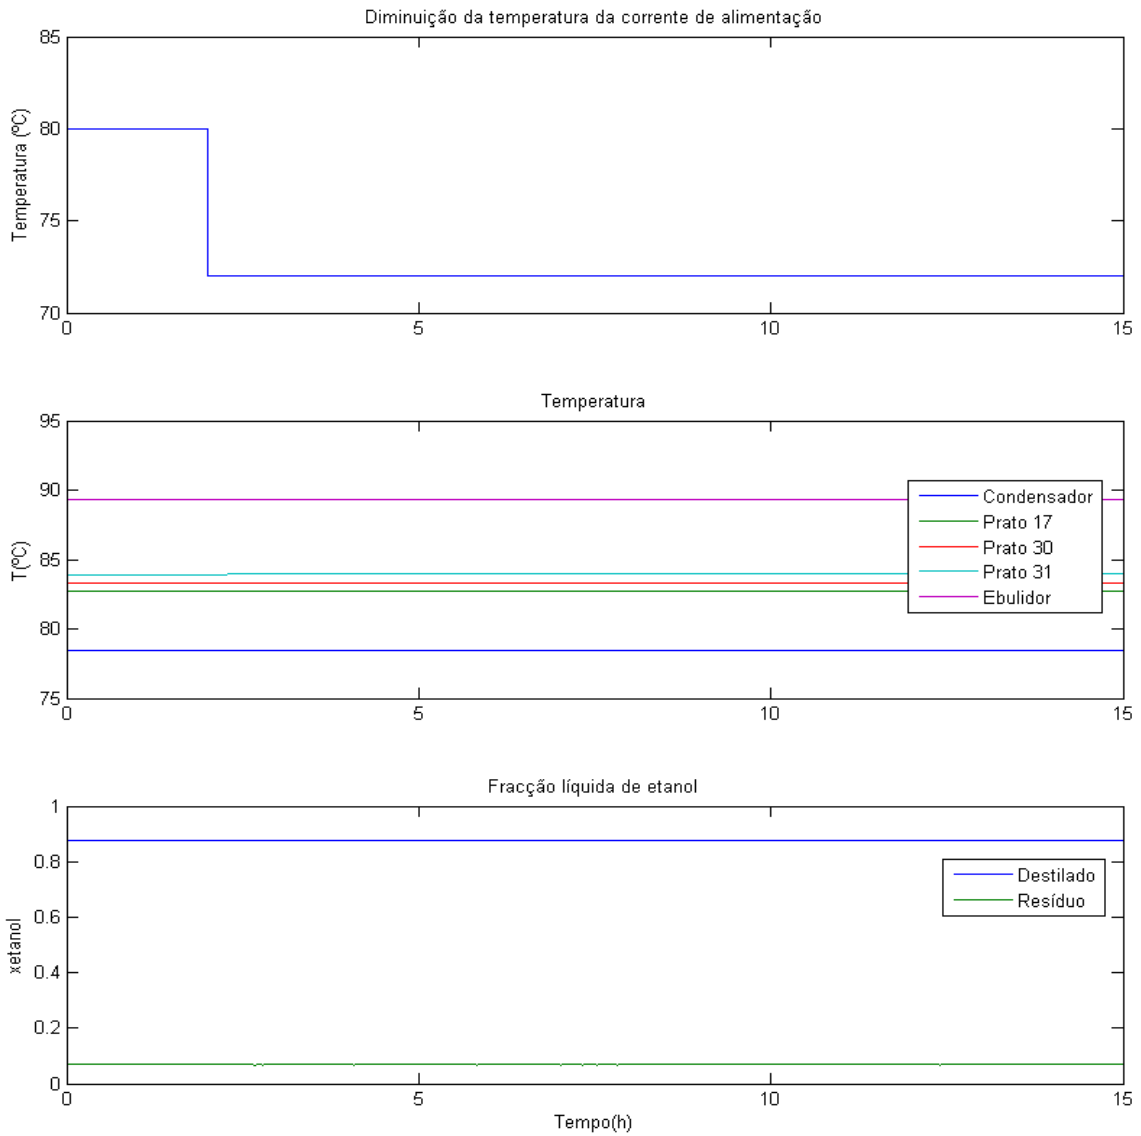 Diminuição da temperatura da corrente de alimentação
85
80
75
70
Temperatura (ºC)
0 5 10 15
Temperatura
95
90
85
80
75
T(ºC)
Condensador
Prato 17
Prato 30
Prato 31
Ebulidor
0 5 10 15
Fracção líquida de etanol
1
0.8
0.6
0.4
0.2
0
xetanol
Destilado
Resíduo
0 5 10 15
Tempo(h)